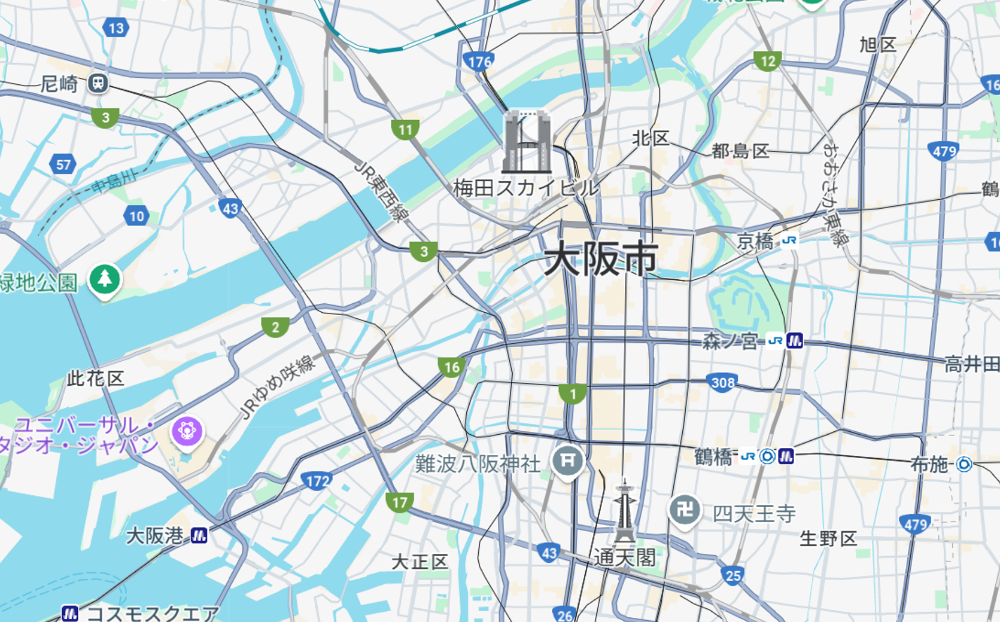 13
176
12
旭区
尼崎
3
11
16
北区
都島区
479
57
中島川
JR東西線
梅田スカイビル
おおさか東線
鶴
10
43
3
大阪市
京橋 JR
緑地公園
2
森ノ宮 JR
16
高井田
此花区
JRゆめ咲線
1
308
ユニバーサル・
タジオ・ジャパン
難波八阪神社
鶴橋 JR
布施
172
17
四天王寺
479
大阪港
生野区
43
通天閣
大正区
25
コスモスクエア
26